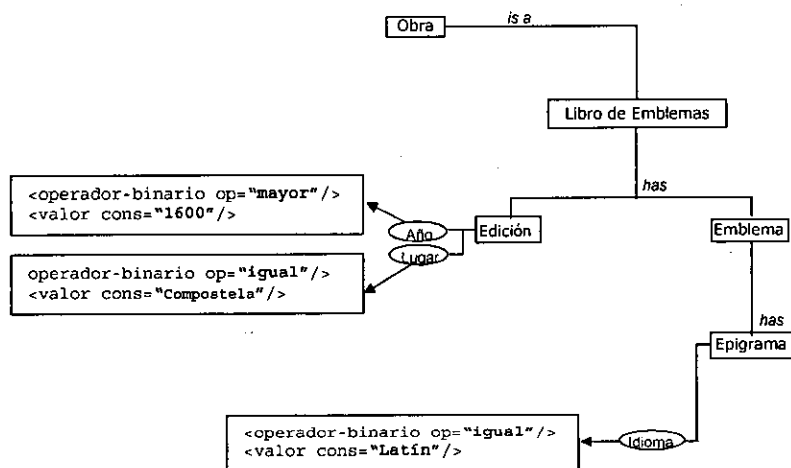 Obra
is a
Libro de Emblemas
has
<operador-binario op="mayor"/>
<valor cons="1600"/>
Año
Edición
Emblema
Lugar
operador-binario op="igual"/>
<valor cons="Compostela"/>
has
Epigrama
<operador-binario op="igual"/>
<valor cons="Latín"/>
Idioma